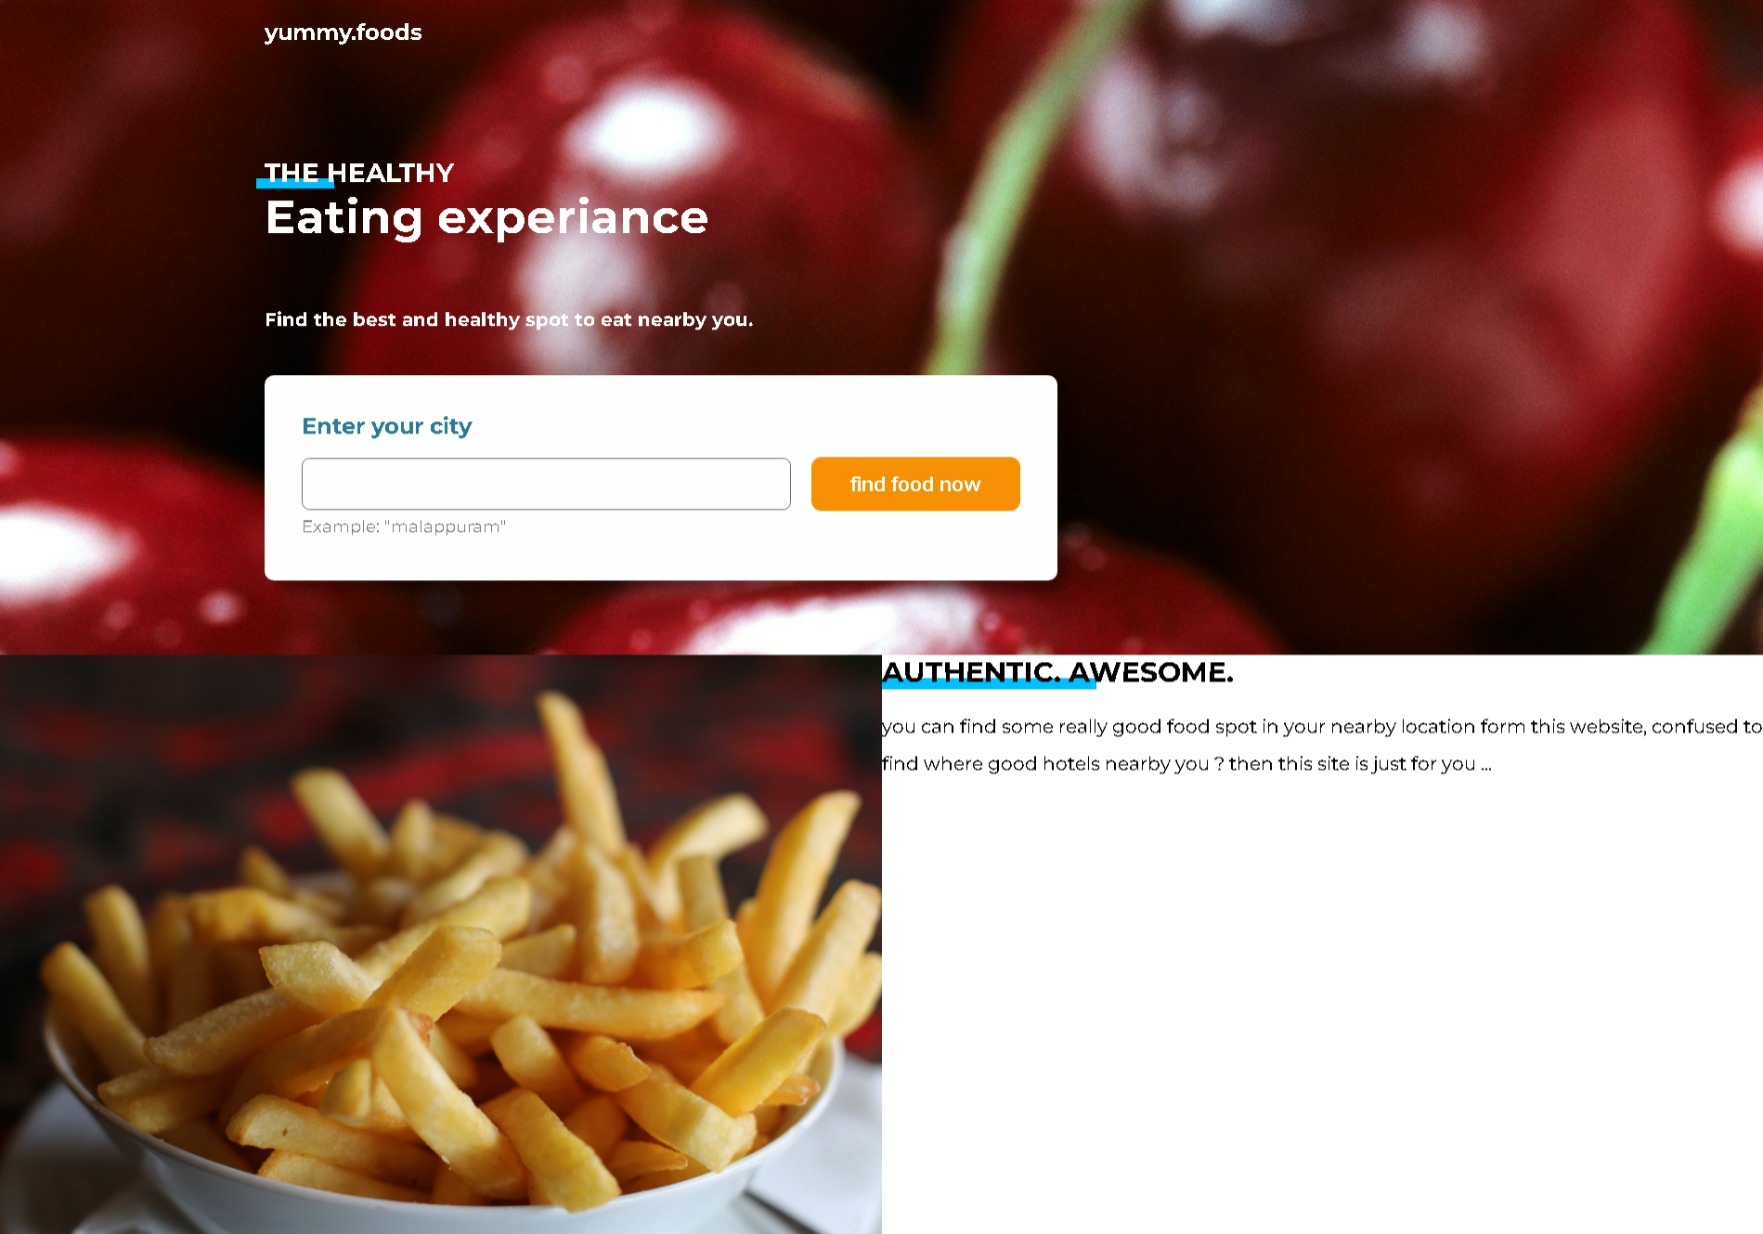 yummy.foods
THE HEALTHY
Eating experiance
Find the best and healthy spot to eat nearby you.
Enter your city
find food now
Example: "malappuram"
AUTHENTIC. AWESOME.
you can find some really good food spot in your nearby location form this website, confused to
find where good hotels nearby you ? then this site is just for you ...